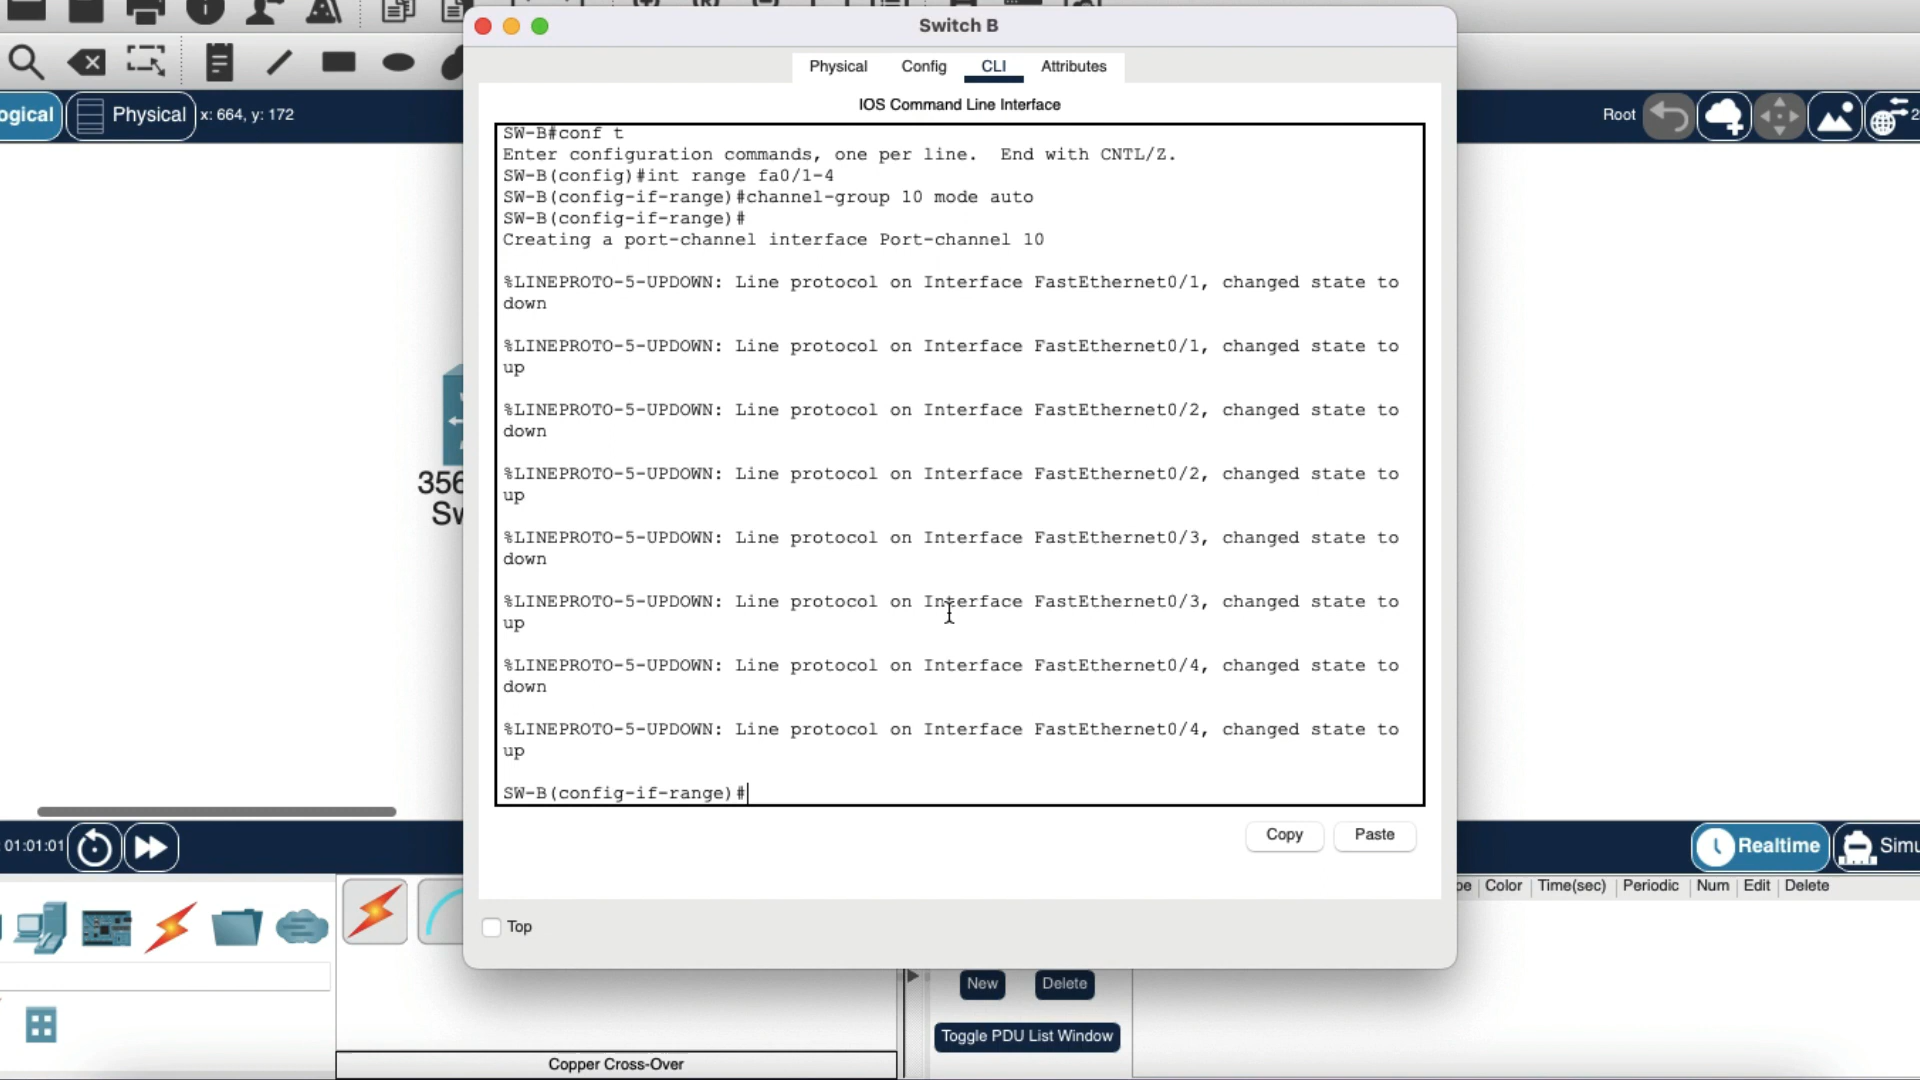 Switch B
Physical Config CLI Attributes
IOS Command Line Interface
ogical Physical x: 664, y: 172
Root
SW-B#conf t
Enter configuration commands, one per line.  End with CNTL/Z.
SW-B(config)#int range fa0/1-4
SW-B(config-if-range)#channel-group 10 mode auto
SW-B(config-if-range)#
Creating a port-channel interface Port-channel 10
%LINEPROTO-5-UPDOWN: Line protocol on Interface FastEthernet0/1, changed state to
down
%LINEPROTO-5-UPDOWN: Line protocol on Interface FastEthernet0/1, changed state to
up
%LINEPROTO-5-UPDOWN: Line protocol on Interface FastEthernet0/2, changed state to
down
%LINEPROTO-5-UPDOWN: Line protocol on Interface FastEthernet0/2, changed state to
up
%LINEPROTO-5-UPDOWN: Line protocol on Interface FastEthernet0/3, changed state to
down
%LINEPROTO-5-UPDOWN: Line protocol on Interface FastEthernet0/3, changed state to
up
%LINEPROTO-5-UPDOWN: Line protocol on Interface FastEthernet0/4, changed state to
down
%LINEPROTO-5-UPDOWN: Line protocol on Interface FastEthernet0/4, changed state to
up
SW-B(config-if-range)#
356
Sw
Copy Paste
Top
01:01:01
Realtime Simu
pe Color Time(sec) Periodic Num Edit Delete
New Delete
Toggle PDU List Window
Copper Cross-Over